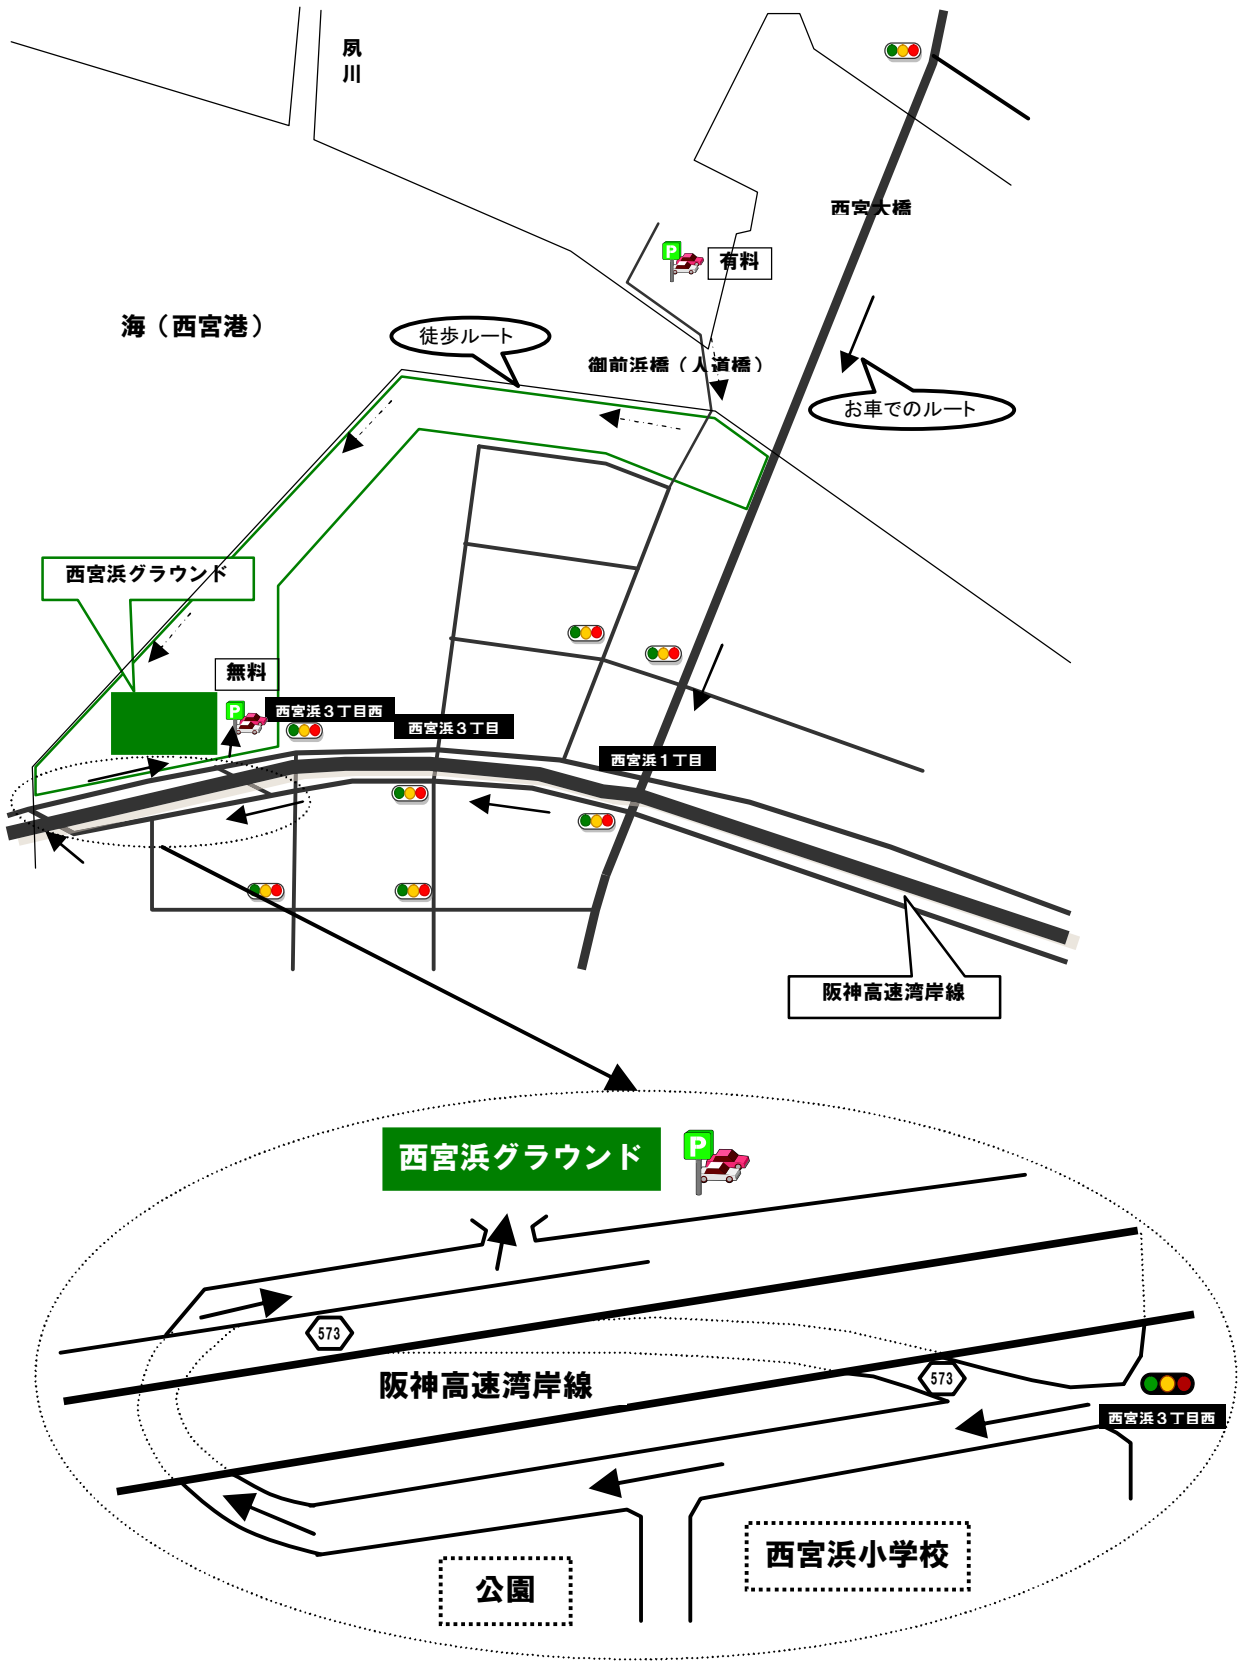 夙
川
西宮大橋
P
有料
海（西宮港）
徒歩ルート
御前浜橋（人道橋）
お車でのルート
西宮浜グラウンド
無料
P
西宮浜３丁目西
西宮浜３丁目
西宮浜１丁目
阪神高速湾岸線
西宮浜グラウンド
P
573
阪神高速湾岸線
573
西宮浜３丁目西
西宮浜小学校
公園